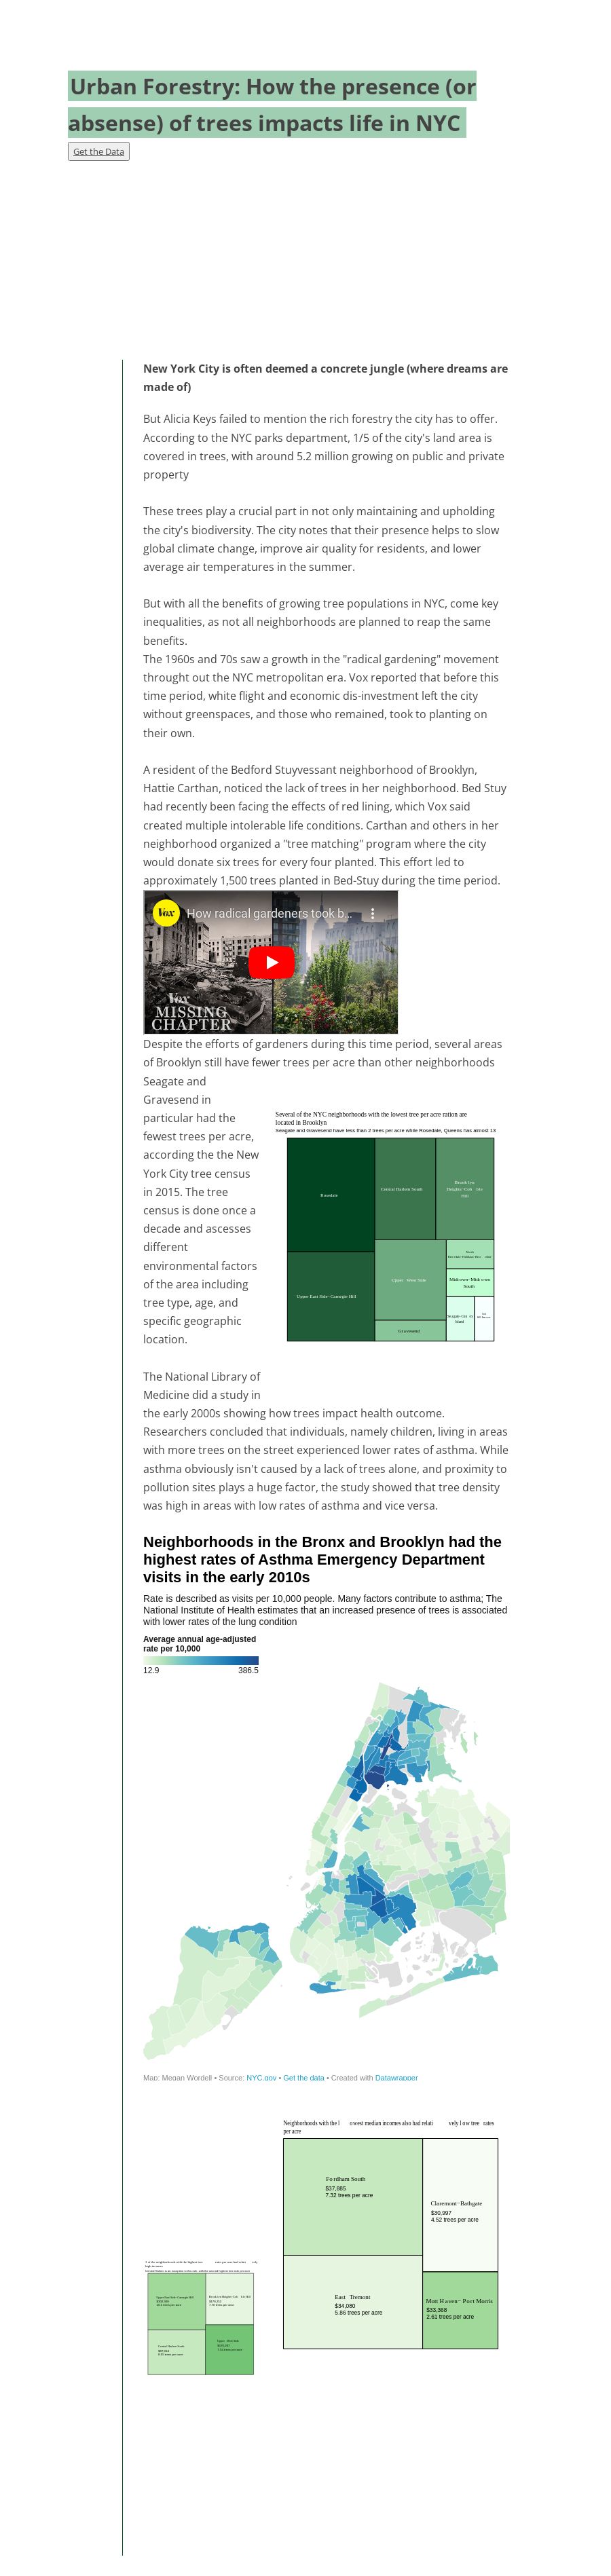 Urban Forestry: How the presence (or
absense) of trees impacts life in NYC
Get the Data
New York City is often deemed a concrete jungle (where dreams are
made of)
But Alicia Keys failed to mention the rich forestry the city has to offer.
According to the NYC parks department, 1/5 of the city's land area is
covered in trees, with around 5.2 million growing on public and private
property
These trees play a crucial part in not only maintaining and upholding
the city's biodiversity. The city notes that their presence helps to slow
global climate change, improve air quality for residents, and lower
average air temperatures in the summer.
But with all the benefits of growing tree populations in NYC, come key
inequalities, as not all neighborhoods are planned to reap the same
benefits.
The 1960s and 70s saw a growth in the "radical gardening" movement
throught out the NYC metropolitan era. Vox reported that before this
time period, white flight and economic dis-investment left the city
without greenspaces, and those who remained, took to planting on
their own.
A resident of the Bedford Stuyvessant neighborhood of Brooklyn,
Hattie Carthan, noticed the lack of trees in her neighborhood. Bed Stuy
had recently been facing the effects of red lining, which Vox said
created multiple intolerable life conditions. Carthan and others in her
neighborhood organized a "tree matching" program where the city
would donate six trees for every four planted. This effort led to
approximately 1,500 trees planted in Bed-Stuy during the time period.
Vox
How radical gardeners took b...
Vox
MISSING
CHAPTER
Despite the efforts of gardeners during this time period, several areas
of Brooklyn still have fewer trees per acre than other neighborhoods
Seagate and
Gravesend in
particular had the
fewest trees per acre,
according the the New
York City tree census
in 2015. The tree
census is done once a
decade and ascesses
different
environmental factors
of the area including
tree type, age, and
specific geographic
location.
Several of the NYC neighborhoods with the lowest tree per acre ration are
located in Brooklyn
Seagate and Gravesend have less than 2 trees per acre while Rosedale, Queens has almost 13
Rosedale
Central Harlem South
Brooklyn
Heights-Cobble
Hill
Upper East Side-Carnegie Hill
Upper West Side
Midtown-Midtown
South
Gravesend
The National Library of
Medicine did a study in
the early 2000s showing how trees impact health outcome.
Researchers concluded that individuals, namely children, living in areas
with more trees on the street experienced lower rates of asthma. While
asthma obviously isn't caused by a lack of trees alone, and proximity to
pollution sites plays a huge factor, the study showed that tree density
was high in areas with low rates of asthma and vice versa.
Neighborhoods in the Bronx and Brooklyn had the
highest rates of Asthma Emergency Department
visits in the early 2010s
Rate is described as visits per 10,000 people. Many factors contribute to asthma; The
National Institute of Health estimates that an increased presence of trees is associated
with lower rates of the lung condition
Average annual age-adjusted
rate per 10,000
12.9 386.5
Map: Megan Wordell • Source: NYC.gov • Get the data • Created with Datawrapper
Neighborhoods with the lowest median incomes also had relatively low tree rates
per acre
Fordham South
$37,885
7.32 trees per acre
Claremont-Bathgate
$30,997
4.52 trees per acre
East Tremont
$34,080
5.86 trees per acre
Mott Haven-Port Morris
$33,368
2.61 trees per acre
Upper East Side-Carnegie Hill
Central Harlem South
Upper West Side